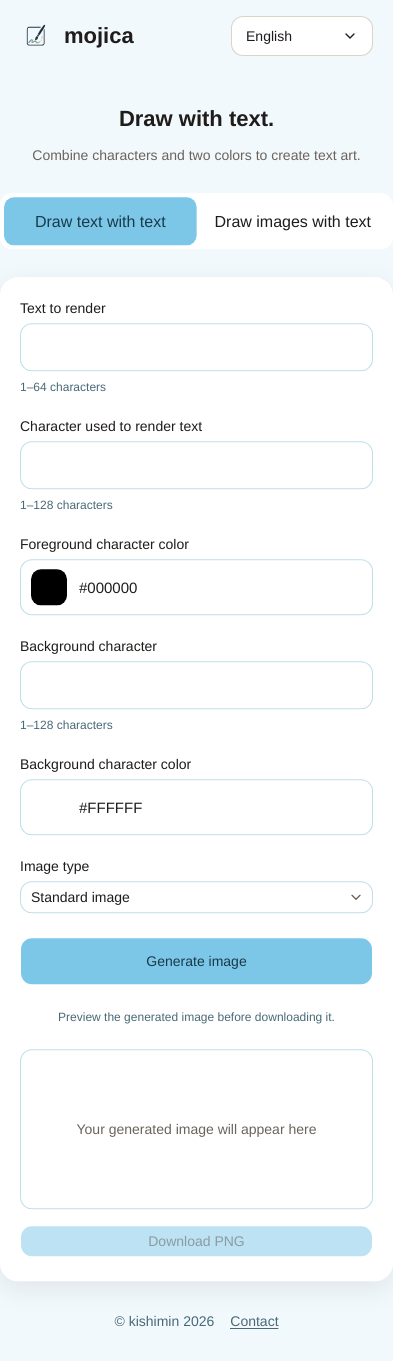 mojica
English
Draw with text.
Combine characters and two colors to create text art.
Draw text with text
Draw images with text
Text to render
1–64 characters
Character used to render text
1–128 characters
Foreground character color
#000000
Background character
1–128 characters
Background character color
#FFFFFF
Image type
Standard image
Generate image
Preview the generated image before downloading it.
Your generated image will appear here
Download PNG
© kishimin 2026 Contact